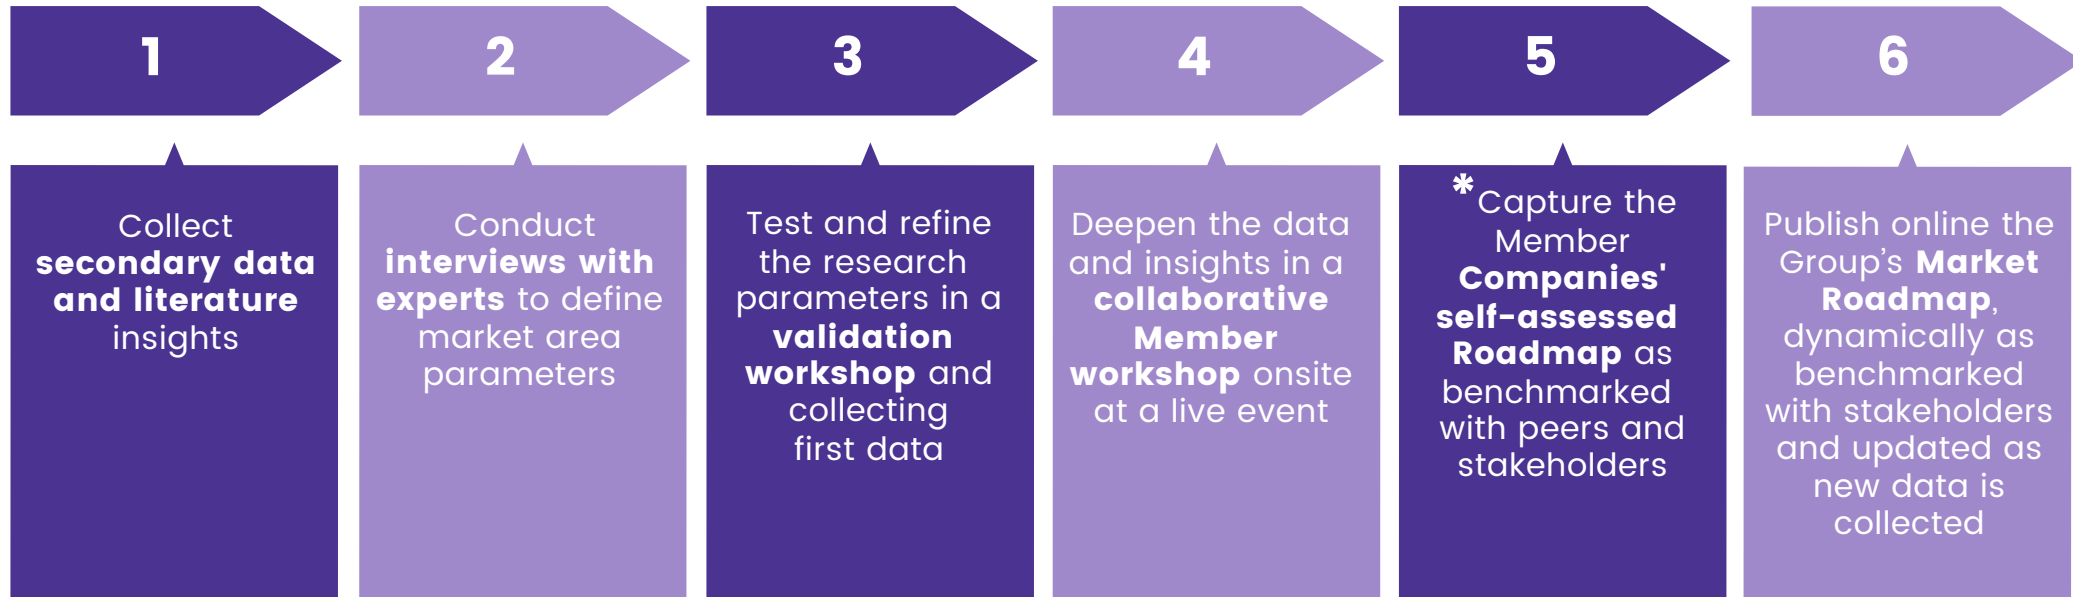 1
Collect
secondary data
and literature
insights
2
Conduct
interviews with
experts to define
market area
parameters
3
Test and refine
the research
parameters in a
validation
workshop and
collecting
first data
4
Deepen the data
and insights in a
collaborative
Member
workshop onsite
at a live event
5
*Capture the
Member
Companies'
self-assessed
Roadmap as
benchmarked
with peers and
stakeholders
6
Publish online the
Group’s Market
Roadmap,
dynamically as
benchmarked
with stakeholders
and updated as
new data is
collected